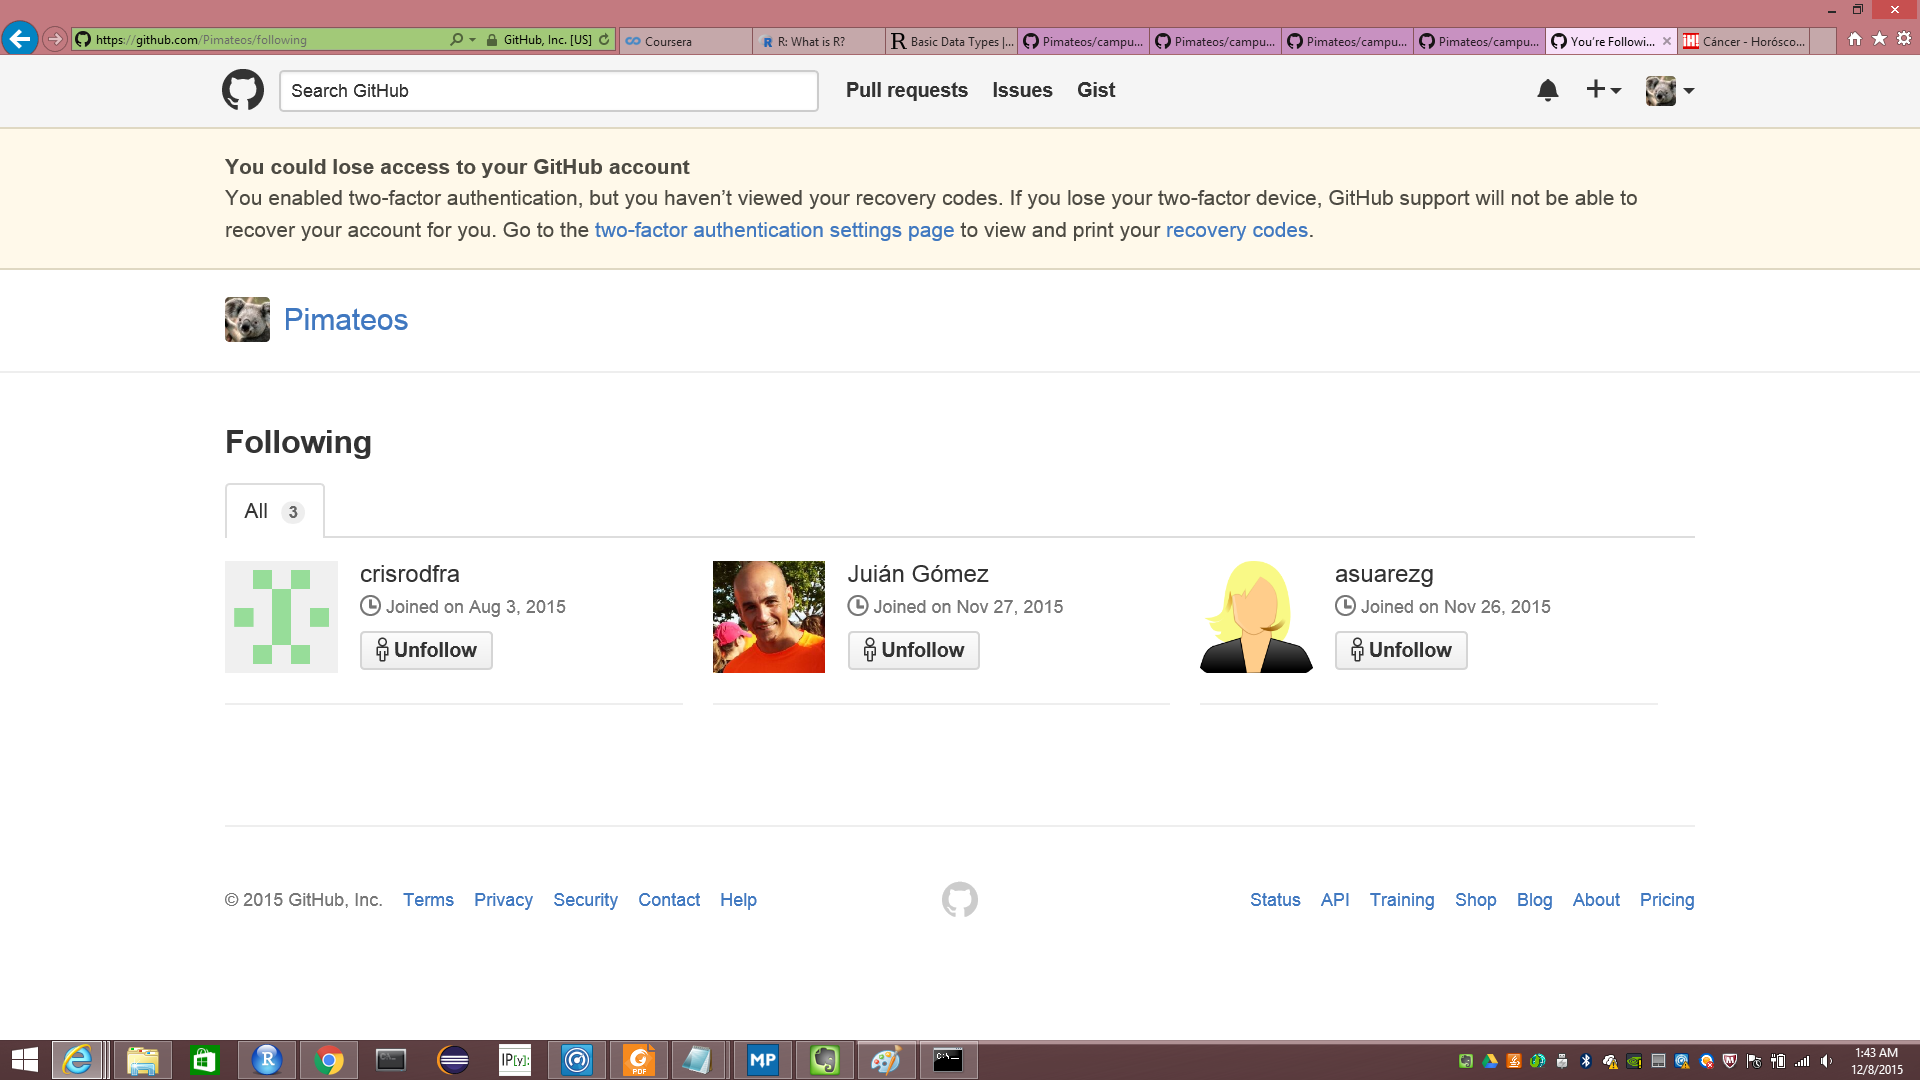 https://github.com/Pimateos/following
GitHub, Inc. [US]
Coursera
R: What is R?
Basic Data Types |...
Pimateos/campu...
Pimateos/campu...
Pimateos/campu...
Pimateos/campu...
You're Followi...
Cáncer - Horósco...
Search GitHub
Pull requests
Issues
Gist
You could lose access to your GitHub account
You enabled two-factor authentication, but you haven’t viewed your recovery codes. If you lose your two-factor device, GitHub support will not be able to
recover your account for you. Go to the two-factor authentication settings page to view and print your recovery codes.
Pimateos
Following
All 3
crisrodfra
Joined on Aug 3, 2015
Unfollow
Juián Gómez
Joined on Nov 27, 2015
Unfollow
asuarezg
Joined on Nov 26, 2015
Unfollow
© 2015 GitHub, Inc. Terms Privacy Security Contact Help
Status API Training Shop Blog About Pricing
IP[y]:
PDF
MP
1:43 AM
12/8/2015